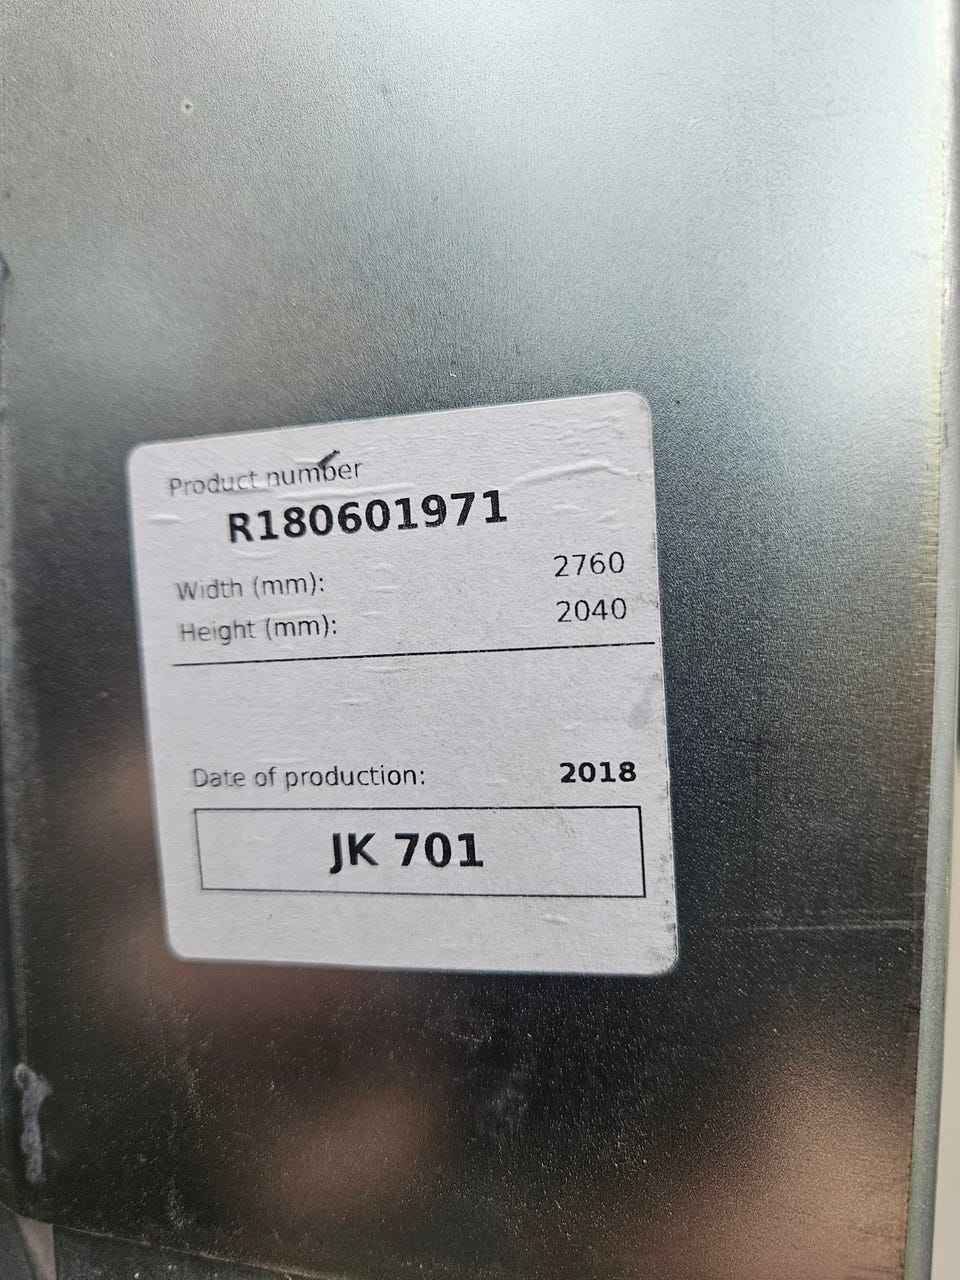 Product number
R180601971
Width (mm): 2760
Height (mm): 2040
Date of production: 2018
JK 701